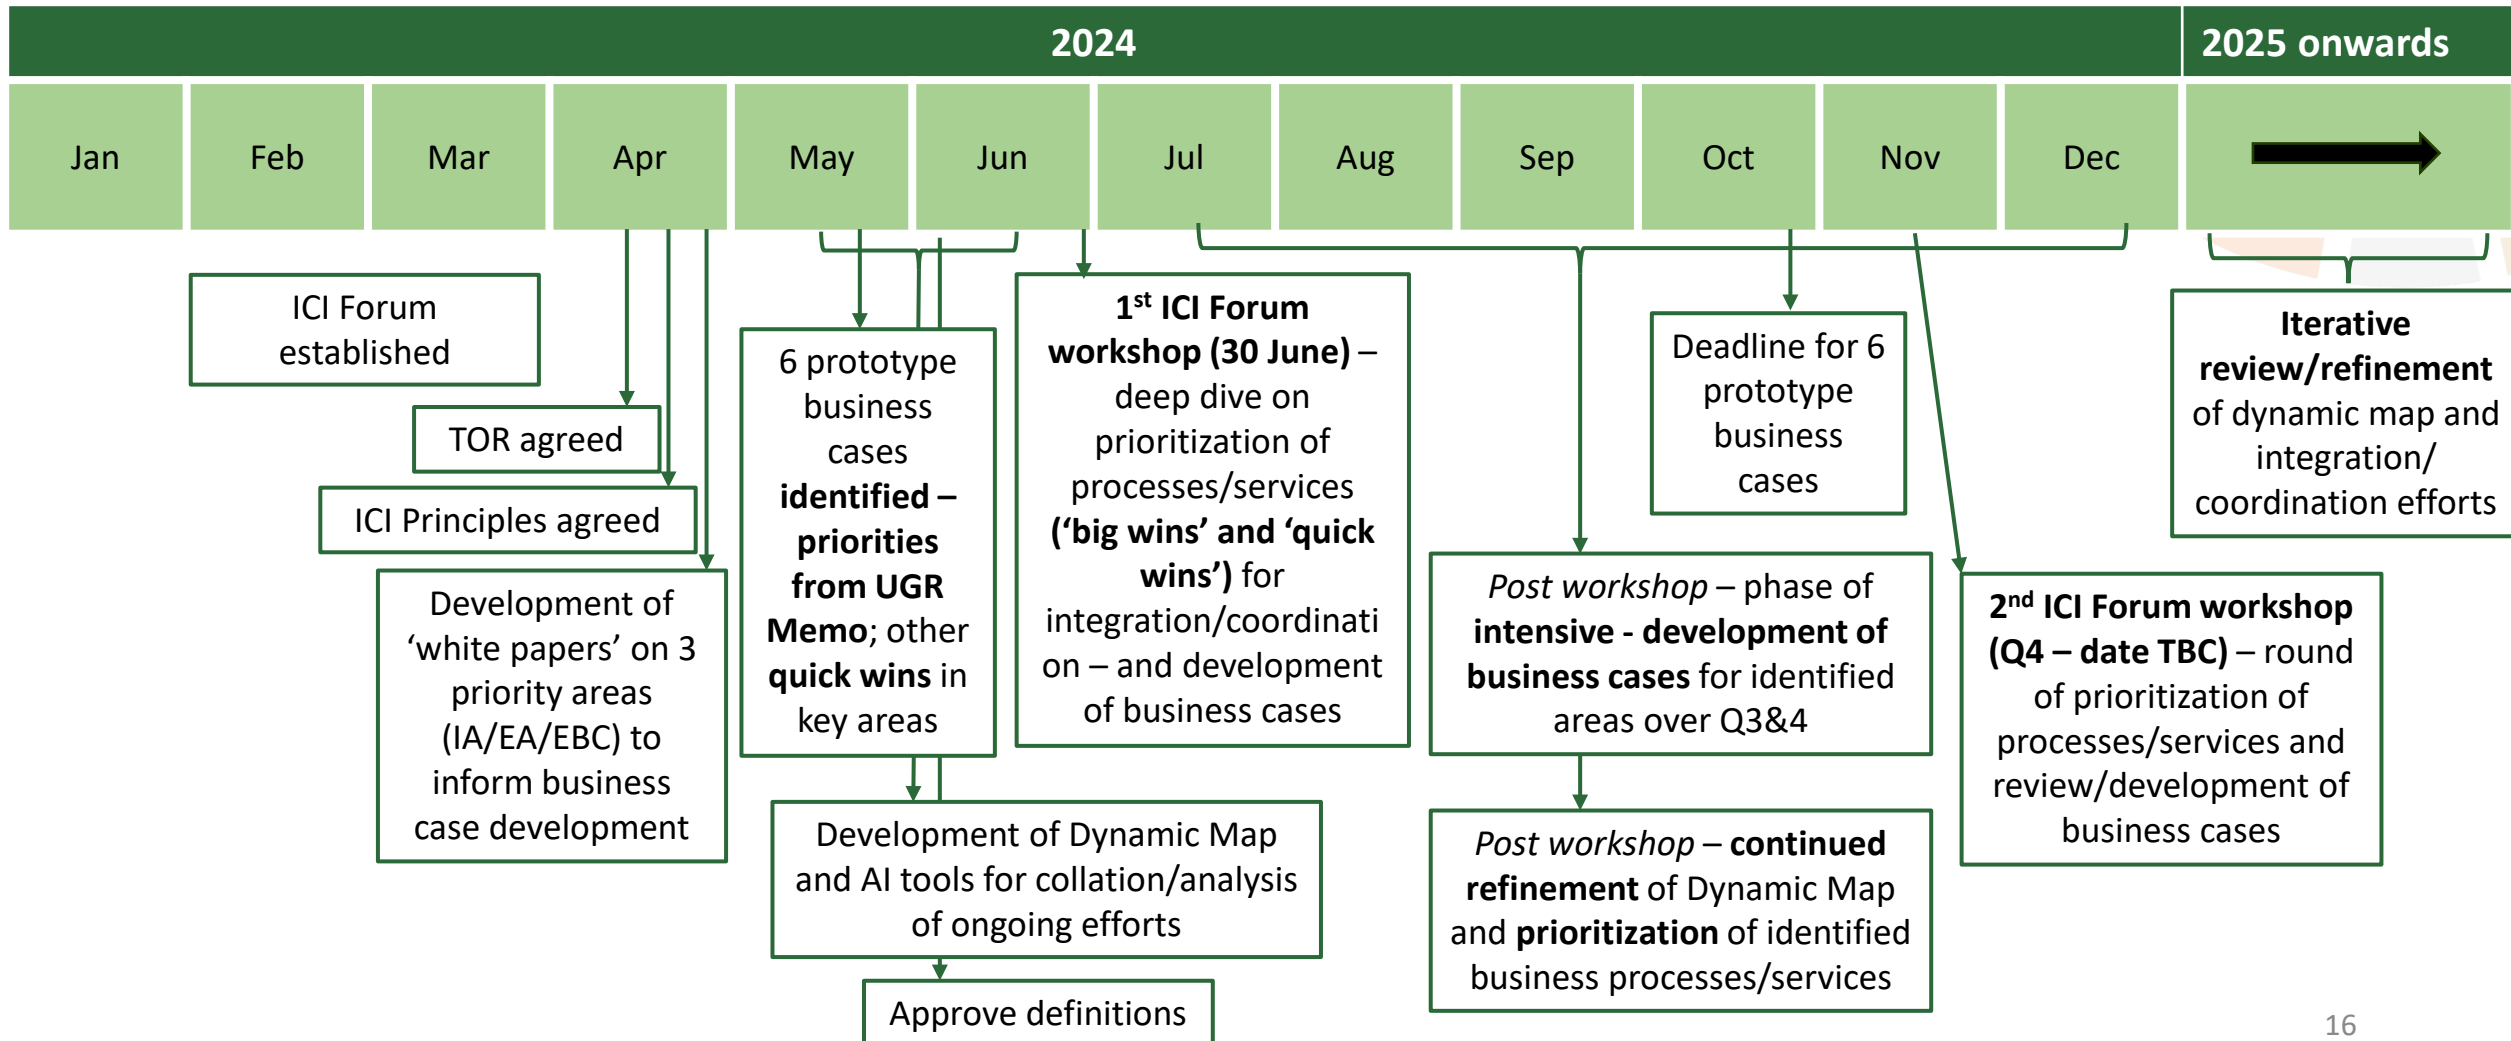 2024
2025 onwards
Jan
Feb
Mar
Apr
May
Jun
Jul
Aug
Sep
Oct
Nov
Dec
ICI Forum
established
TOR agreed
ICI Principles agreed
Development of
‘white papers’ on 3
priority areas
(IA/EA/EBC) to
inform business
case development
6 prototype
business
cases
identified –
priorities
from UGR
Memo; other
quick wins in
key areas
Development of Dynamic Map
and AI tools for collation/analysis
of ongoing efforts
Approve definitions
1st ICI Forum
workshop (30 June) –
deep dive on
prioritization of
processes/services
(‘big wins’ and ‘quick
wins’) for
integration/coordinati
on – and development
of business cases
Post workshop – phase of
intensive - development of
business cases for identified
areas over Q3&4
Post workshop – continued
refinement of Dynamic Map
and prioritization of identified
business processes/services
Deadline for 6
prototype
business
cases
2nd ICI Forum workshop
(Q4 – date TBC) – round
of prioritization of
processes/services and
review/development of
business cases
Iterative
review/refinement
of dynamic map and
integration/
coordination efforts
16